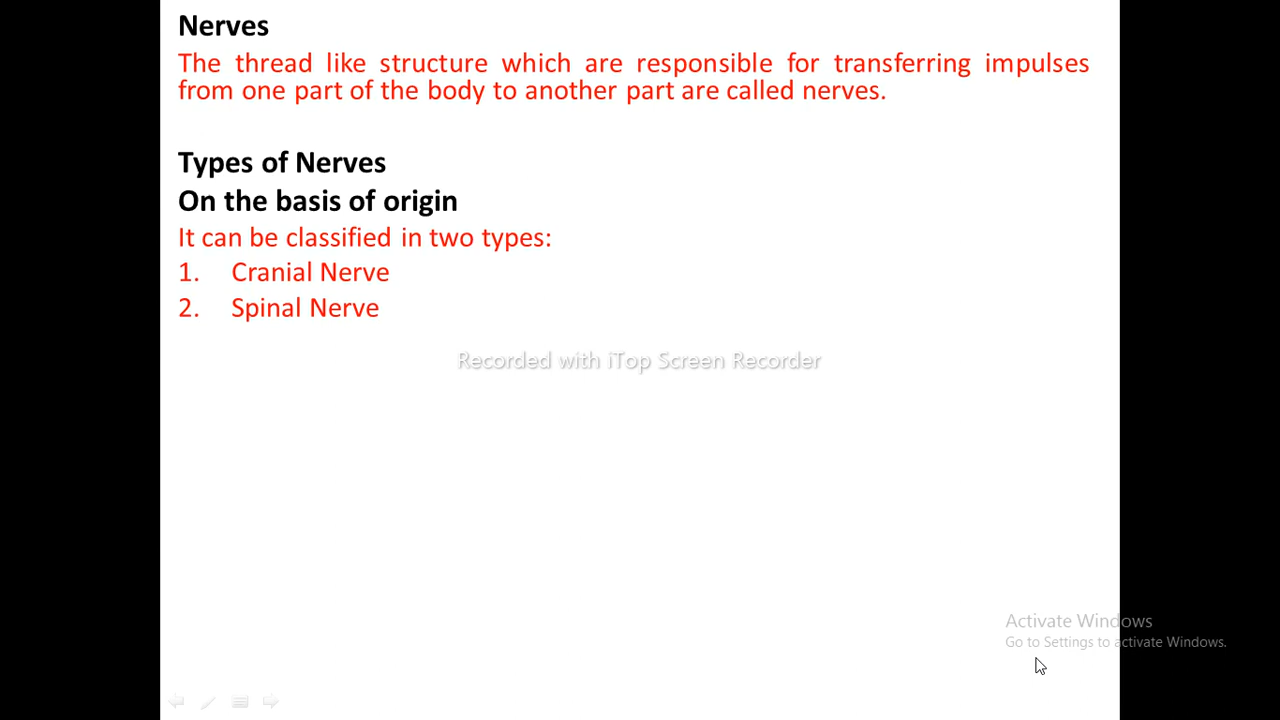 Nerves
The thread like structure which are responsible for transferring impulses
from one part of the body to another part are called nerves.
Types of Nerves
On the basis of origin
It can be classified in two types:
1. Cranial Nerve
2. Spinal Nerve
Recorded with iTop Screen Recorder
Activate Windows
Go to Settings to activate Windows.